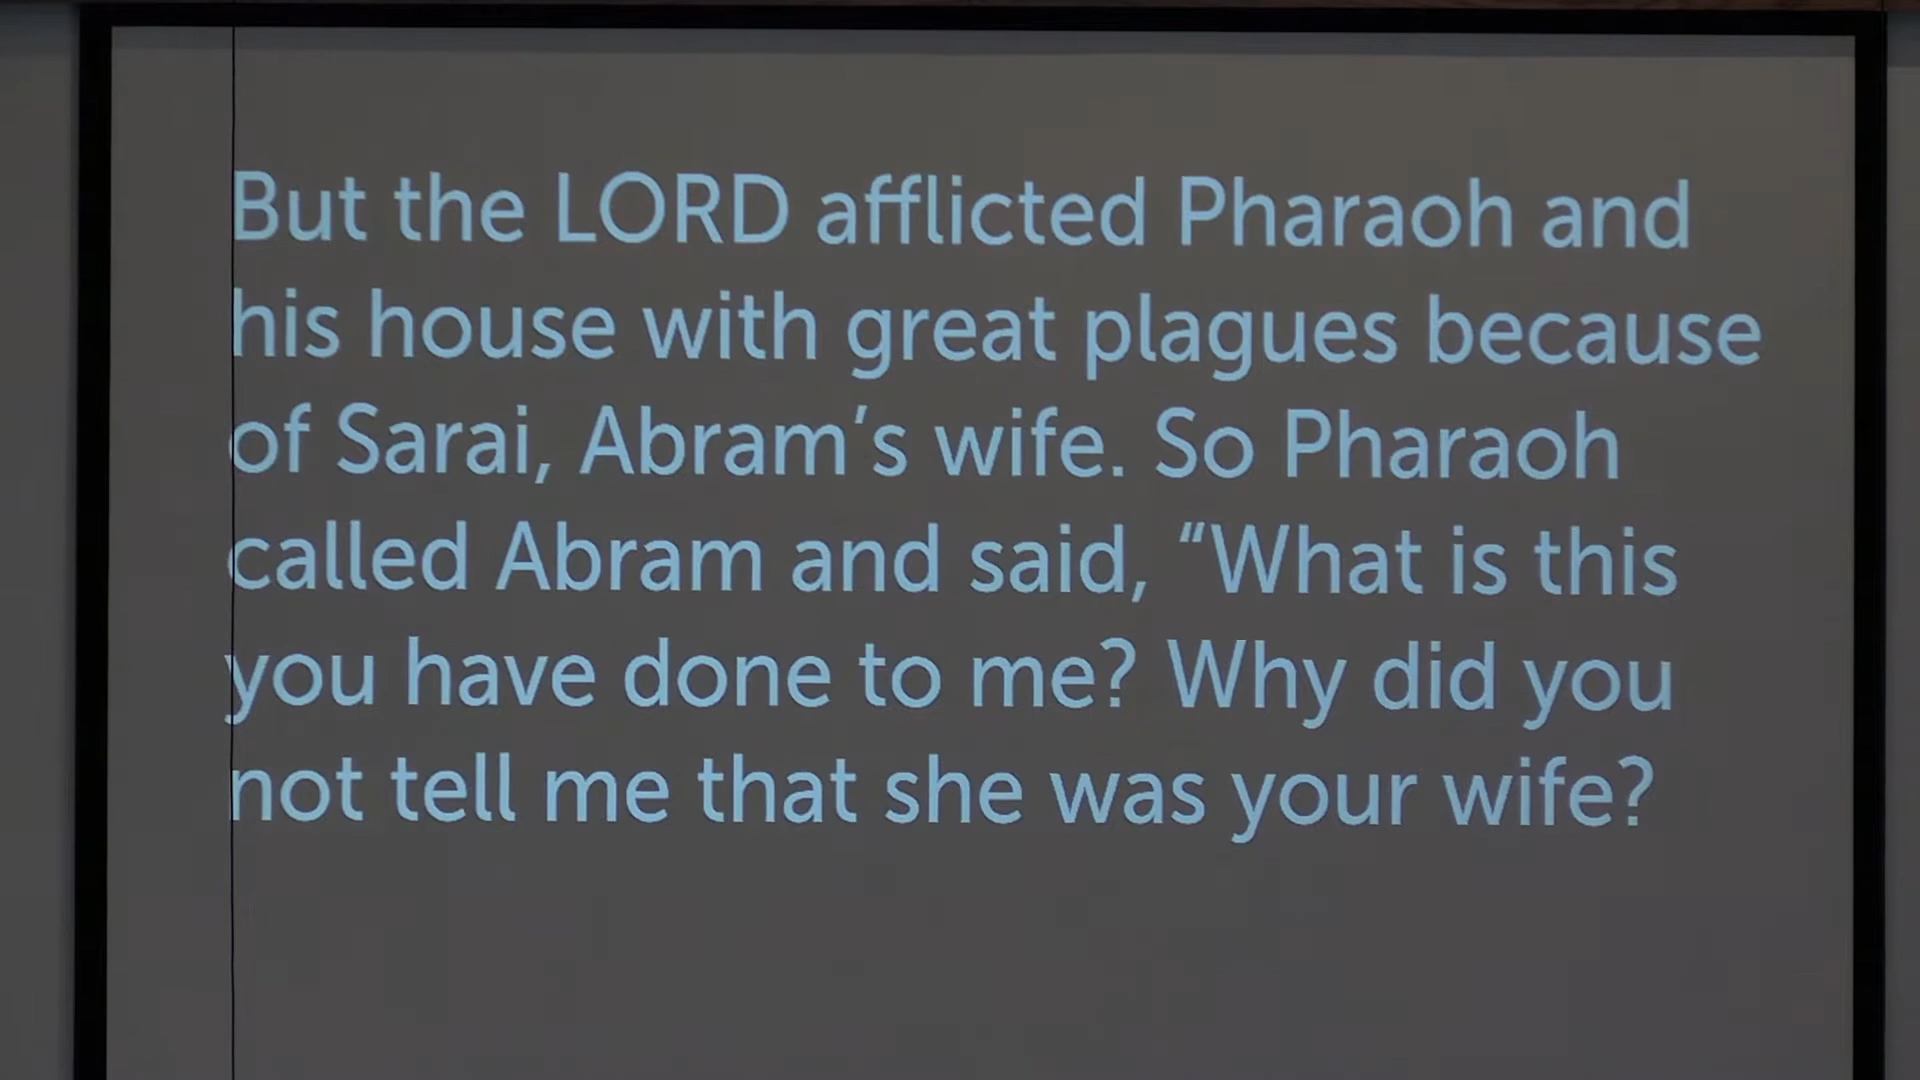 But the LORD afflicted Pharaoh and
his house with great plagues because
of Sarai, Abram’s wife. So Pharaoh
called Abram and said, “What is this
you have done to me? Why did you
not tell me that she was your wife?